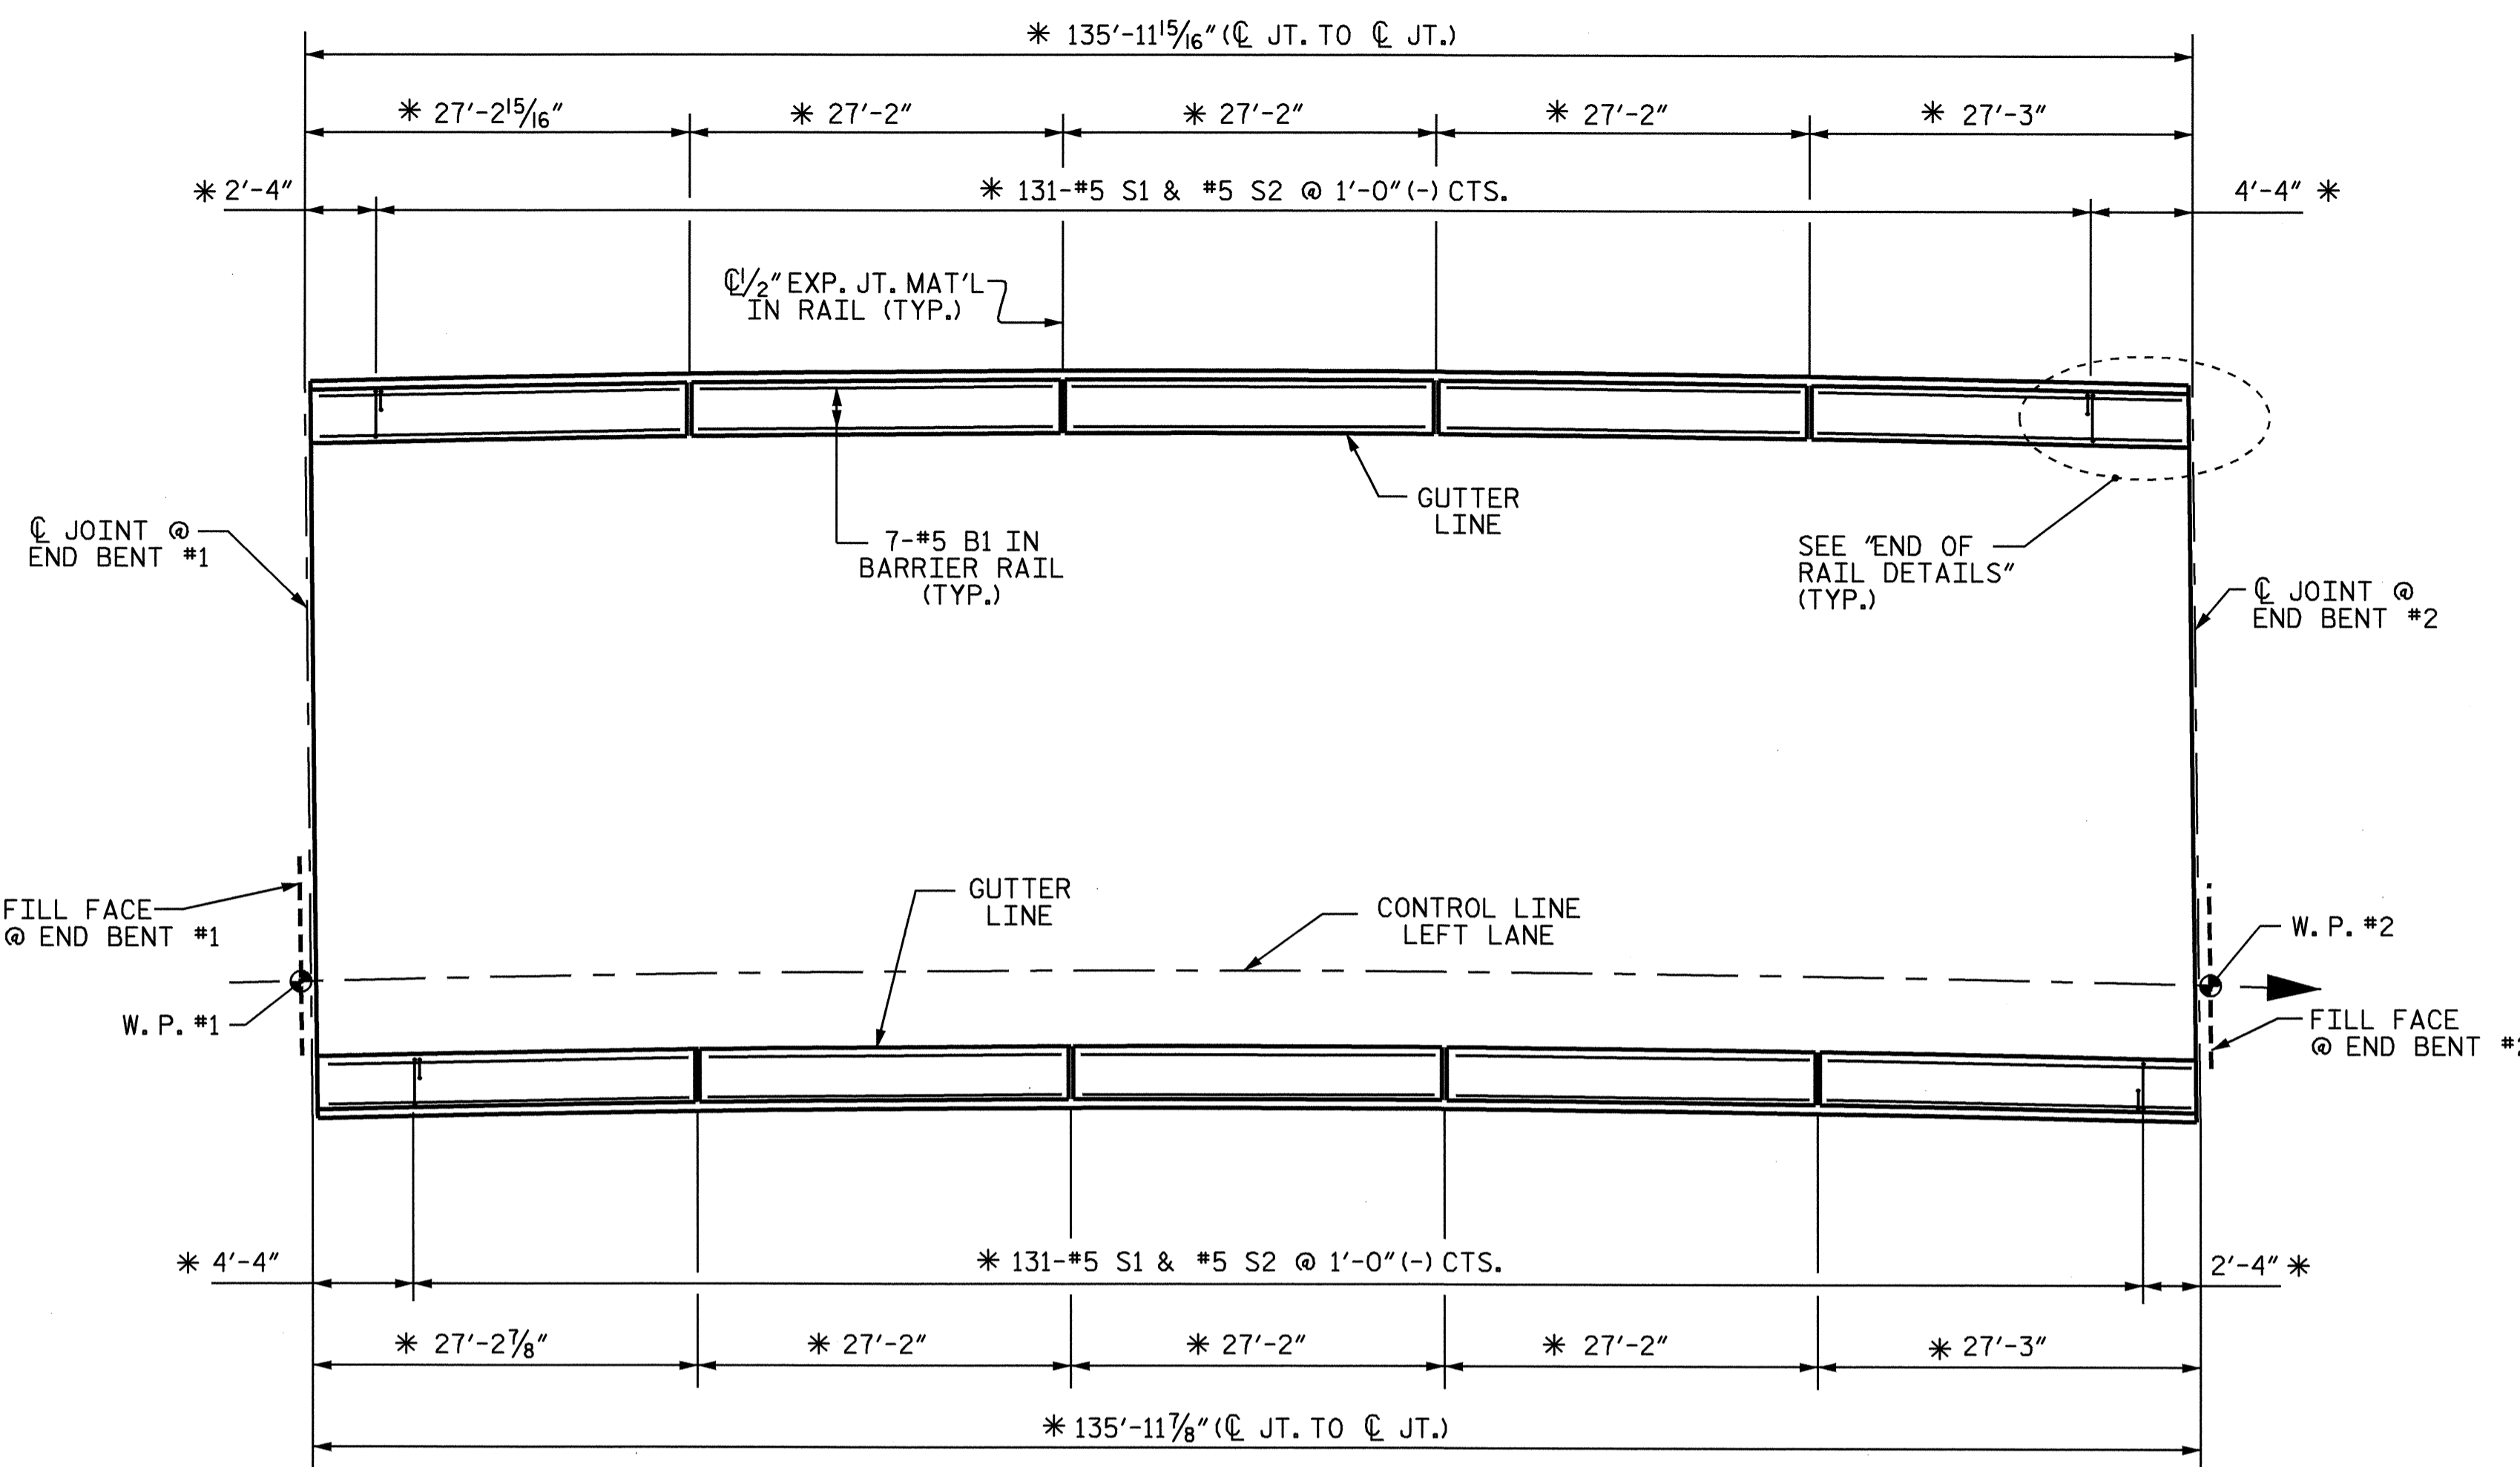 ✳ 135'-11 15/16" (℄ JT. TO ℄ JT.)
✳ 27'-2 15/16"
✳ 27'-2"
✳ 27'-2"
✳ 27'-2"
✳ 27'-3"
✳ 2'-4"
✳ 131-#5 S1 & #5 S2 @ 1'-0"(-) CTS.
4'-4" ✳
℄ 1/2" EXP. JT. MAT'L
IN RAIL (TYP.)
GUTTER
LINE
℄ JOINT @
END BENT #1
7-#5 B1 IN
BARRIER RAIL
(TYP.)
SEE "END OF
RAIL DETAILS"
(TYP.)
℄ JOINT @
END BENT #2
GUTTER
LINE
CONTROL LINE
LEFT LANE
FILL FACE
@ END BENT #1
W. P. #2
W. P. #1
FILL FACE
@ END BENT #2
✳ 4'-4"
✳ 131-#5 S1 & #5 S2 @ 1'-0"(-) CTS.
2'-4" ✳
✳ 27'-2 7/8"
✳ 27'-2"
✳ 27'-2"
✳ 27'-2"
✳ 27'-3"
✳ 135'-11 7/8" (℄ JT. TO ℄ JT.)